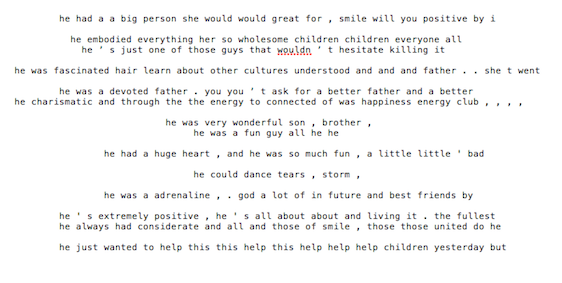 he had a a big person she would would great for , smile will you positive by i
he embodied everything her so wholesome children children everyone all
he ' s just one of those guys that wouldn ' t hesitate killing it
he was fascinated hair learn about other cultures understood and and and father . . she t went
he was a devoted father . you you ' t ask for a better father and a better
he charismatic and through the the energy to connected of was happiness energy club , , , ,
he was very wonderful son , brother ,
he was a fun guy all he he
he had a huge heart , and he was so much fun , a little little ' bad
he could dance tears , storm ,
he was a adrenaline , . god a lot of in future and best friends by
he ' s extremely positive , he ' s all about about and living it . the fullest
he always had considerate and all and those of smile , those those united do he
he just wanted to help this this help this help help help children yesterday but